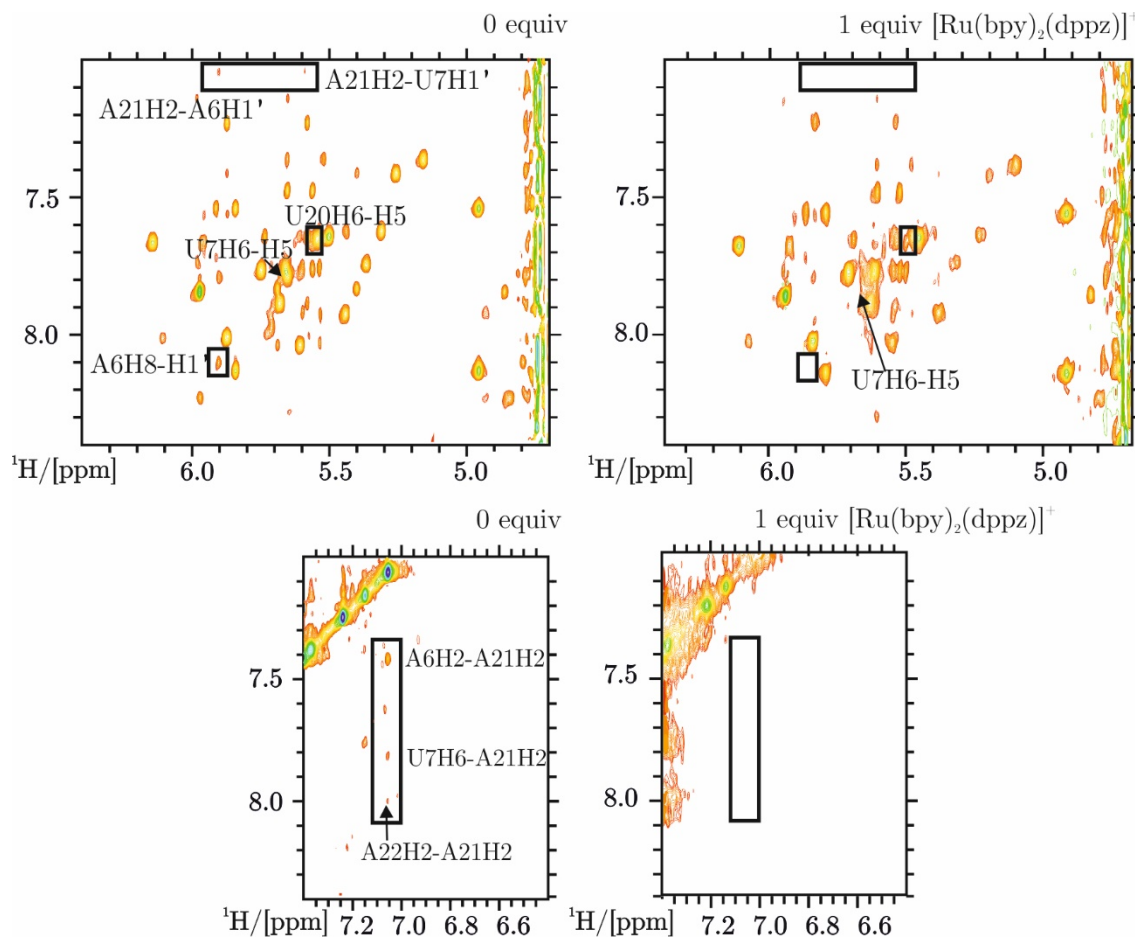 0 equiv
1 equiv [Ru(bpy)₂(dppz)]⁺
A21H2-U7H1'
A21H2-A6H1'
7.5
U20H6-H5
U7H6-H5
8.0
A6H8-H1'
¹H/[ppm]
6.0
5.5
5.0
7.5
8.0
U7H6-H5
¹H/[ppm]
6.0
5.5
5.0
0 equiv
1 equiv [Ru(bpy)₂(dppz)]⁺
A6H2-A21H2
7.5
U7H6-A21H2
8.0
A22H2-A21H2
¹H/[ppm]
7.2 7.0 6.8 6.6
7.5
8.0
¹H/[ppm]
7.2 7.0 6.8 6.6